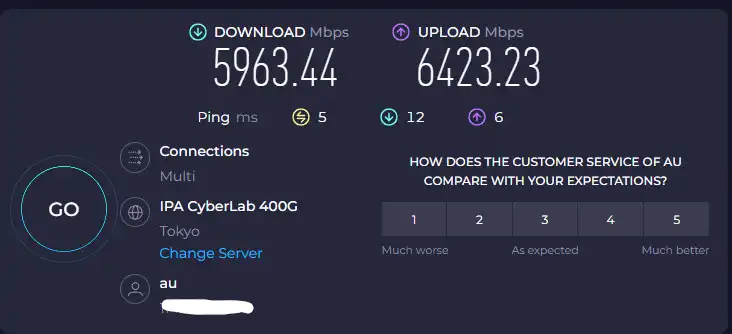 DOWNLOAD Mbps
5963.44
UPLOAD Mbps
6423.23
Ping ms 5 12 6
Connections
Multi
IPA CyberLab 400G
Tokyo
Change Server
au
GO
HOW DOES THE CUSTOMER SERVICE OF AU
COMPARE WITH YOUR EXPECTATIONS?
1 2 3 4 5
Much worse As expected Much better